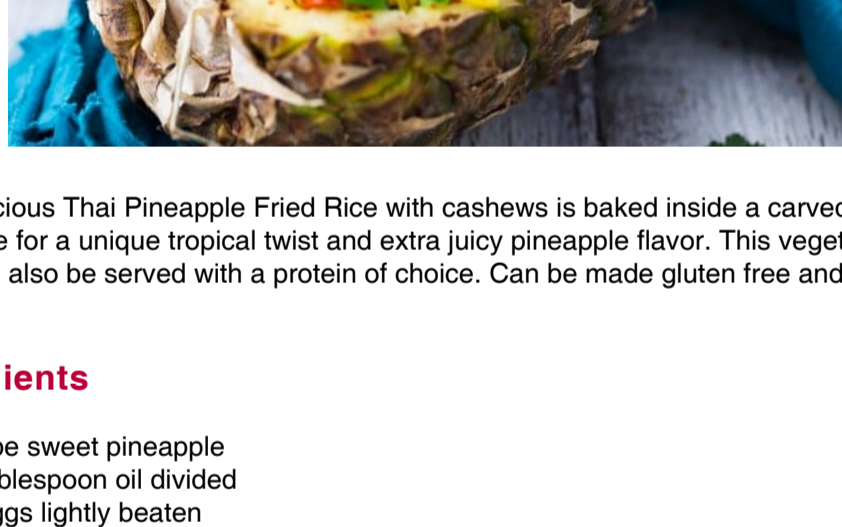 cious Thai Pineapple Fried Rice with cashews is baked inside a carved
e for a unique tropical twist and extra juicy pineapple flavor. This veget
also be served with a protein of choice. Can be made gluten free and
ients
pe sweet pineapple
blespoon oil divided
ggs lightly beaten